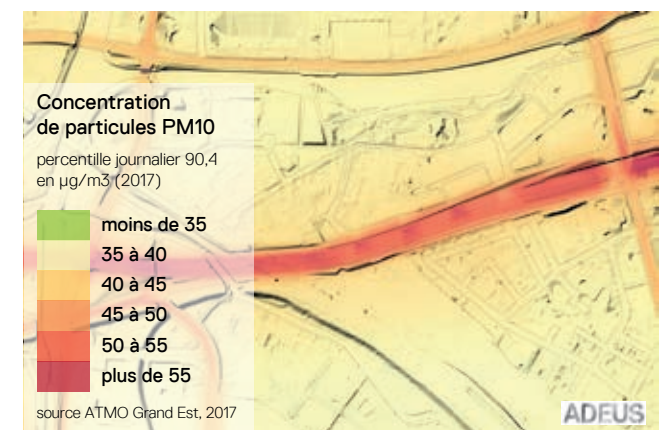 Concentration
de particules PM10
percentille journalier 90,4
en µg/m3 (2017)
moins de 35
35 à 40
40 à 45
45 à 50
50 à 55
plus de 55
source ATMO Grand Est, 2017
ADEUS